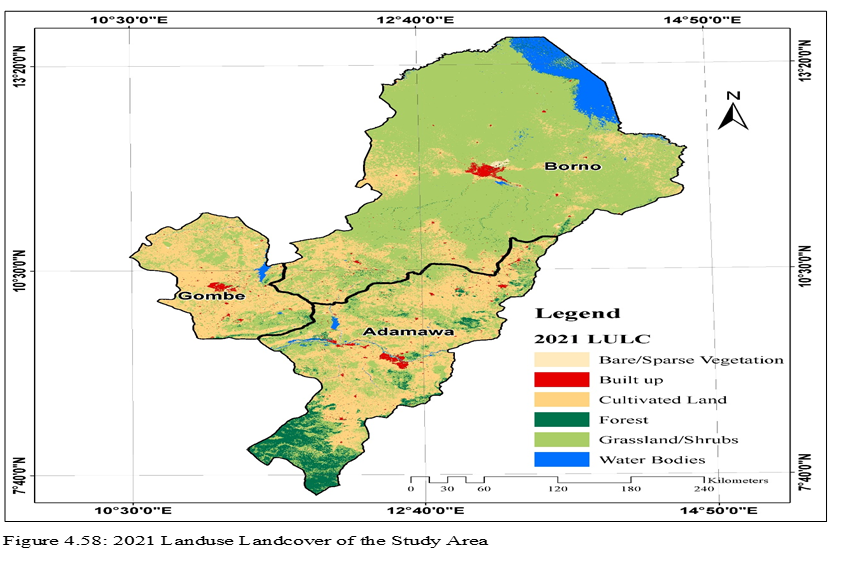 10°30'0"E 12°40'0"E 14°50'0"E
13°20'0"N 13°20'0"N
N
Borno
10°30'0"N 10°30'0"N
Gombe
Adamawa
Legend
2021 LULC
Bare/Sparse Vegetation
Built up
Cultivated Land
Forest
Grassland/Shrubs
Water Bodies
7°40'0"N 7°40'0"N
Kilometers
0 30 60 120 180 240
10°30'0"E 12°40'0"E 14°50'0"E
Figure 4.58: 2021 Landuse Landcover of the Study Area